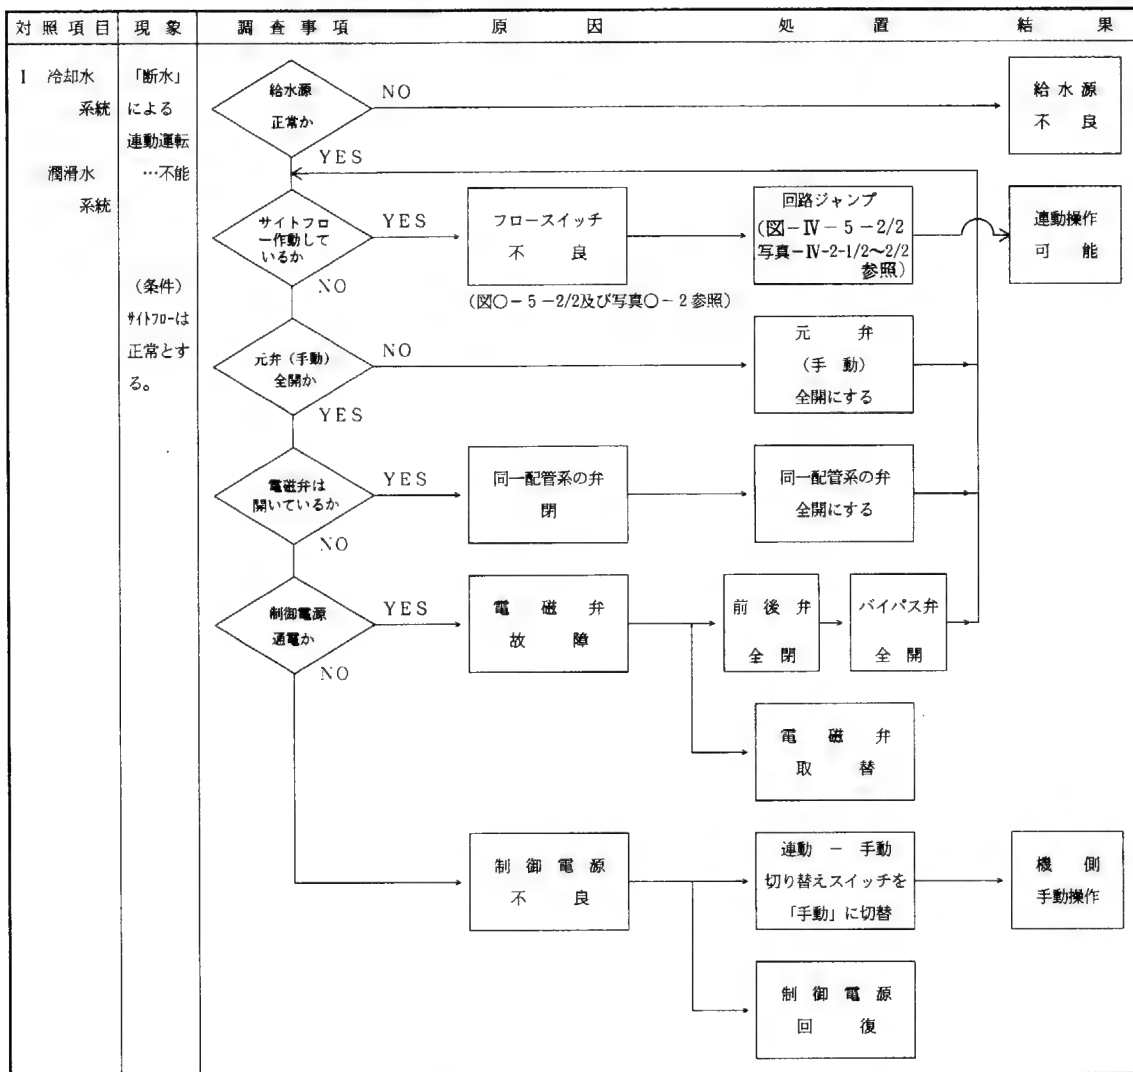 対照項目 現象 調査事項 原因 処置 結果
I 冷却水
系統
潤滑水
系統
「断水」
による
連動運転
…不能
(条件)
サイトフローは
正常とす
る。
給水源
正常か
NO
給水源
不良
YES
サイトフロ
ー作動して
いるか
YES
フロースイッチ
不良
(図〇-5-2/2及び写真〇-2参照)
回路ジャンプ
(図-Ⅳ-5-2/2
写真-Ⅳ-2-1/2~2/2
参照)
連動操作
可能
NO
元弁(手動)
全開か
NO
元弁
(手動)
全開にする
YES
電磁弁は
開いているか
YES
同一配管系の弁
閉
同一配管系の弁
全開にする
NO
制御電源
通電か
YES
電磁弁
故障
前後弁
全閉
バイパス弁
全開
電磁弁
取替
NO
制御電源
不良
連動-手動
切り替えスイッチを
「手動」に切替
機側
手動操作
制御電源
回復